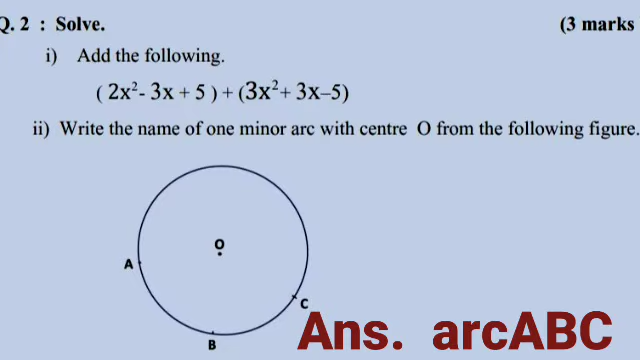 Q. 2 : Solve. (3 marks
i) Add the following.
( 2x²- 3x + 5 ) + (3x²+ 3x–5)
ii) Write the name of one minor arc with centre O from the following figure.
O
A
C
B
Ans. arcABC